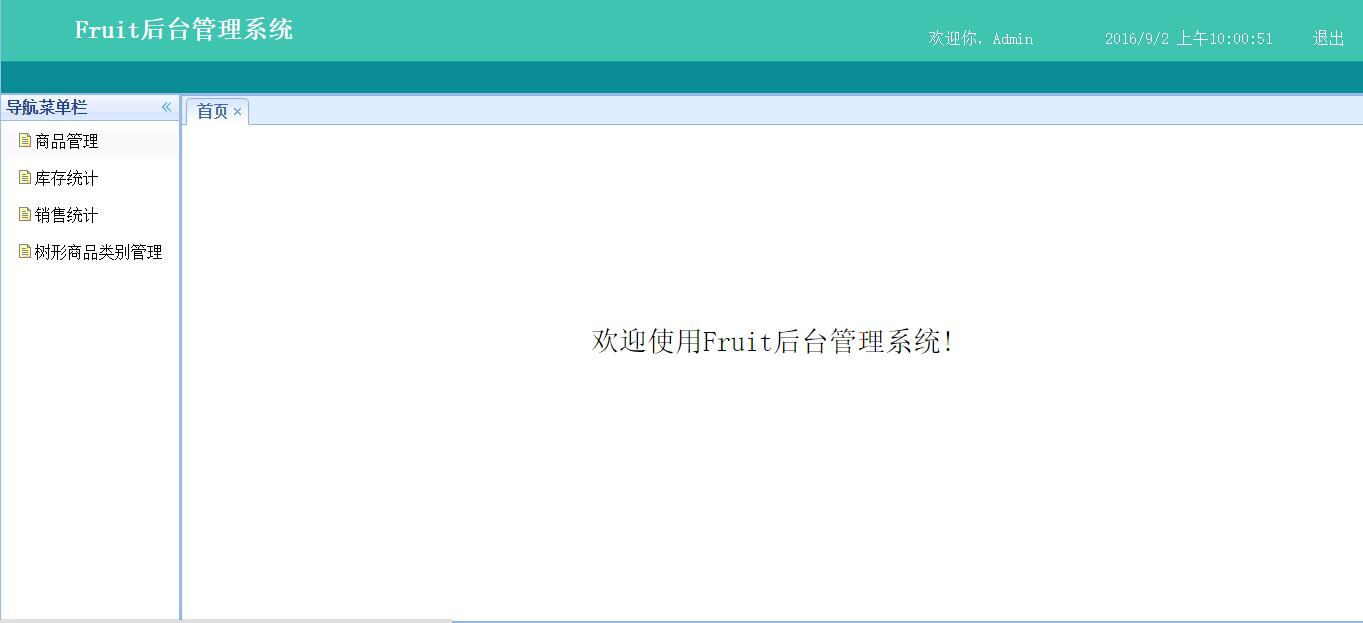 Fruit后台管理系统
欢迎你, Admin 2016/9/2 上午10:00:51 退出
导航菜单栏
首页
商品管理
库存统计
销售统计
树形商品类别管理
欢迎使用Fruit后台管理系统!